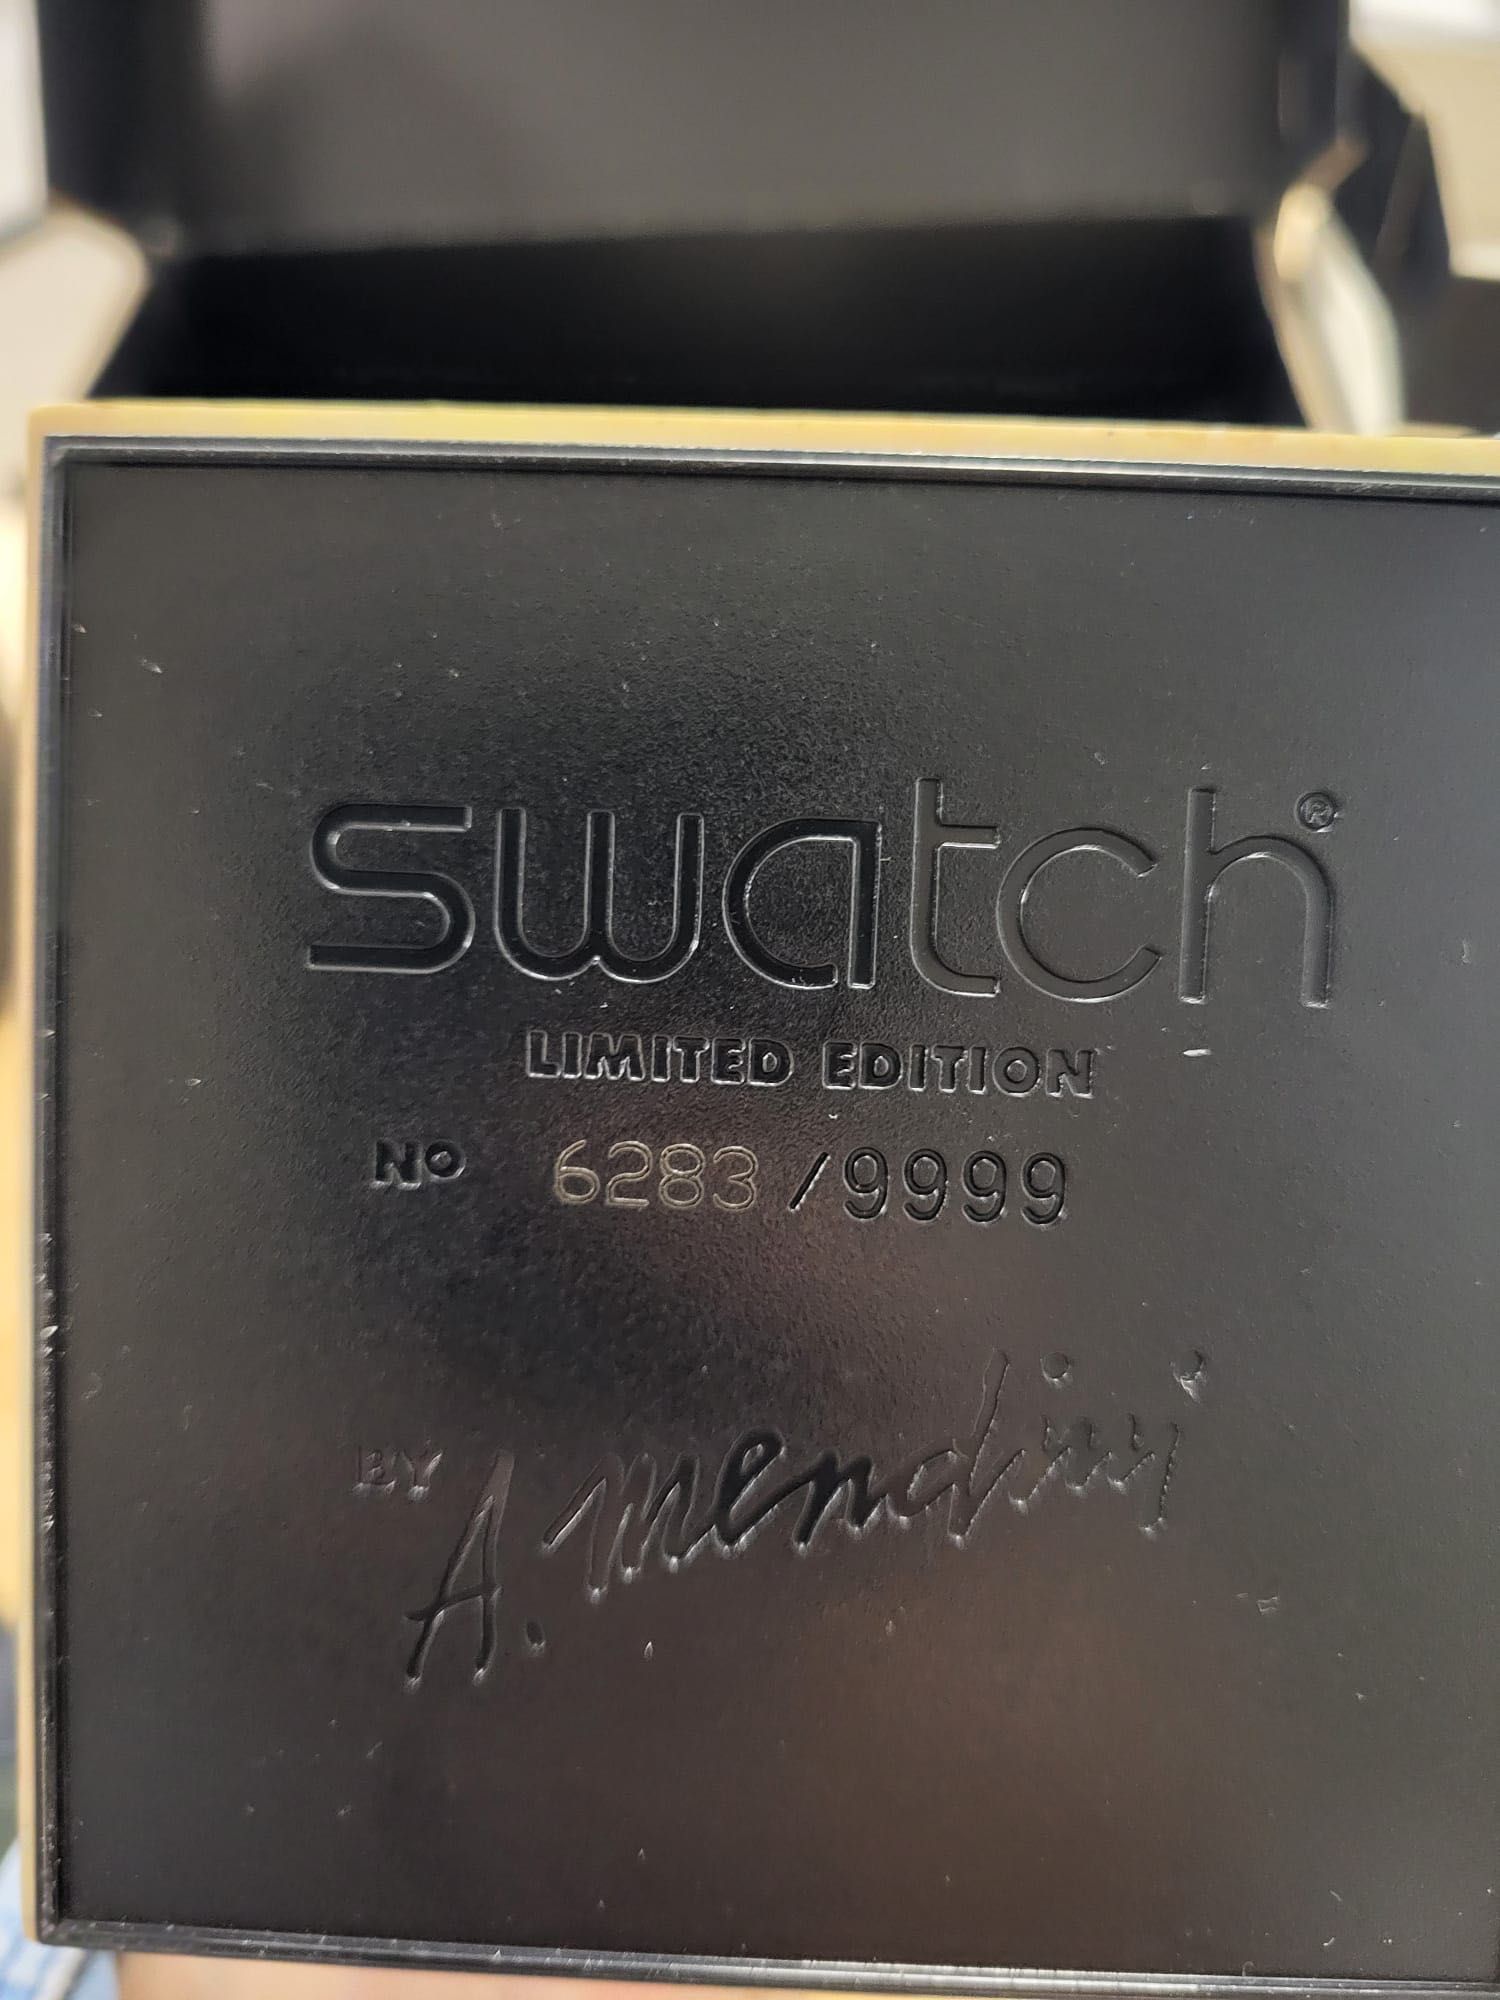 swatch®
LIMITED EDITION
No 6283/9999
BY A. Mendini